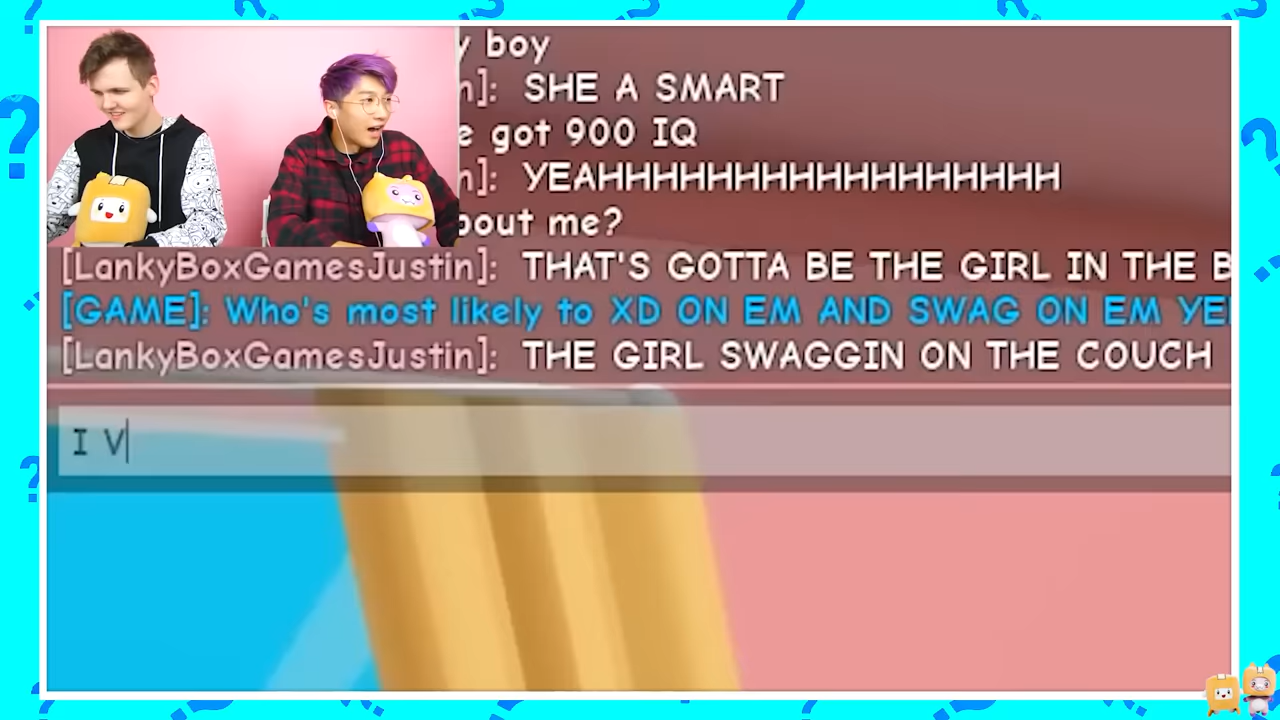 y boy
n]: SHE A SMART
e got 900 IQ
n]: YEAHHHHHHHHHHHHHHHHHH
bout me?
[LankyBoxGamesJustin]: THAT'S GOTTA BE THE GIRL IN THE B
[GAME]: Who's most likely to XD ON EM AND SWAG ON EM YE
[LankyBoxGamesJustin]: THE GIRL SWAGGIN ON THE COUCH
I V